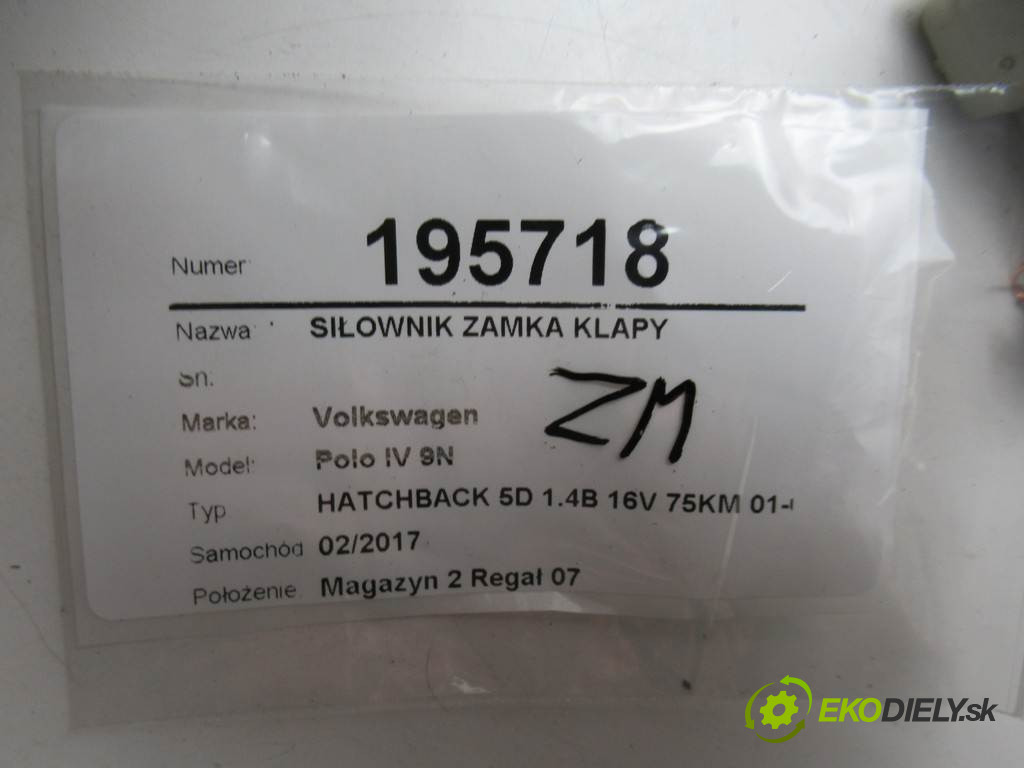 Numer: 195718
Nazwa: SIŁOWNIK ZAMKA KLAPY
Sn:
Marka: Volkswagen
ZM
Model: Polo IV 9N
Typ HATCHBACK 5D 1.4B 16V 75KM 01-
Samochód 02/2017
Położenie Magazyn 2 Regał 07
EKODIELY.sk